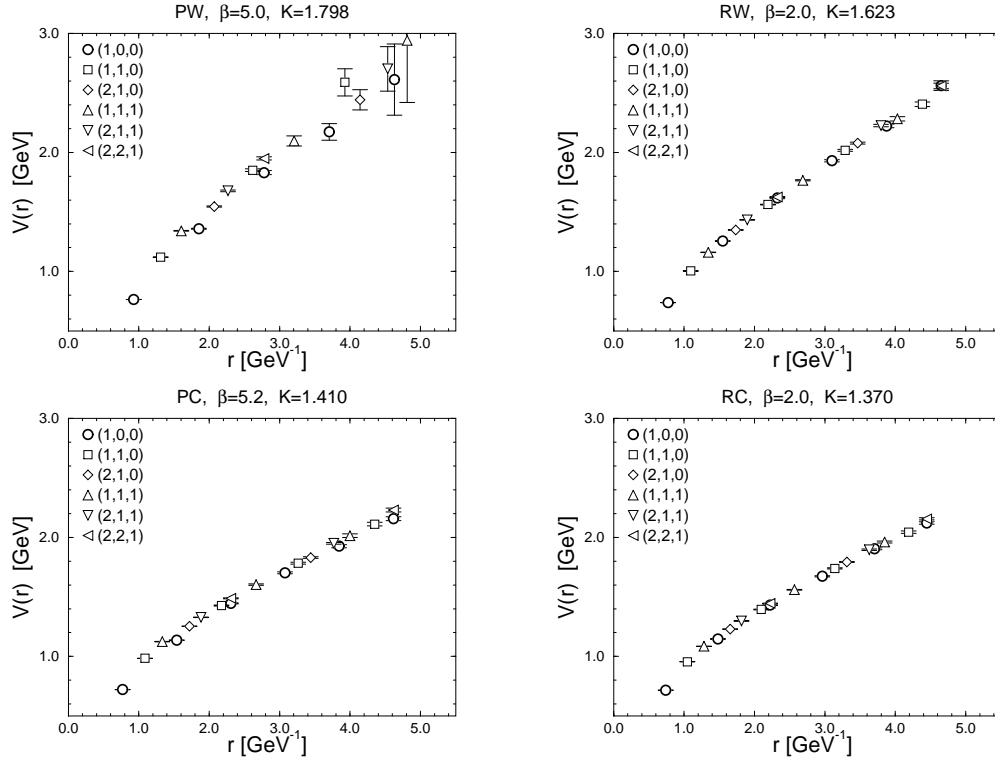 PW, β=5.0, K=1.798
3.0
2.0
1.0
V(r) [GeV]
(1,0,0)
(1,1,0)
(2,1,0)
(1,1,1)
(2,1,1)
(2,2,1)
0.0 1.0 2.0 3.0 4.0 5.0
r [GeV⁻¹]
RW, β=2.0, K=1.623
3.0
2.0
1.0
V(r) [GeV]
(1,0,0)
(1,1,0)
(2,1,0)
(1,1,1)
(2,1,1)
(2,2,1)
0.0 1.0 2.0 3.0 4.0 5.0
r [GeV⁻¹]
PC, β=5.2, K=1.410
3.0
2.0
1.0
V(r) [GeV]
(1,0,0)
(1,1,0)
(2,1,0)
(1,1,1)
(2,1,1)
(2,2,1)
0.0 1.0 2.0 3.0 4.0 5.0
r [GeV⁻¹]
RC, β=2.0, K=1.370
3.0
2.0
1.0
V(r) [GeV]
(1,0,0)
(1,1,0)
(2,1,0)
(1,1,1)
(2,1,1)
(2,2,1)
0.0 1.0 2.0 3.0 4.0 5.0
r [GeV⁻¹]